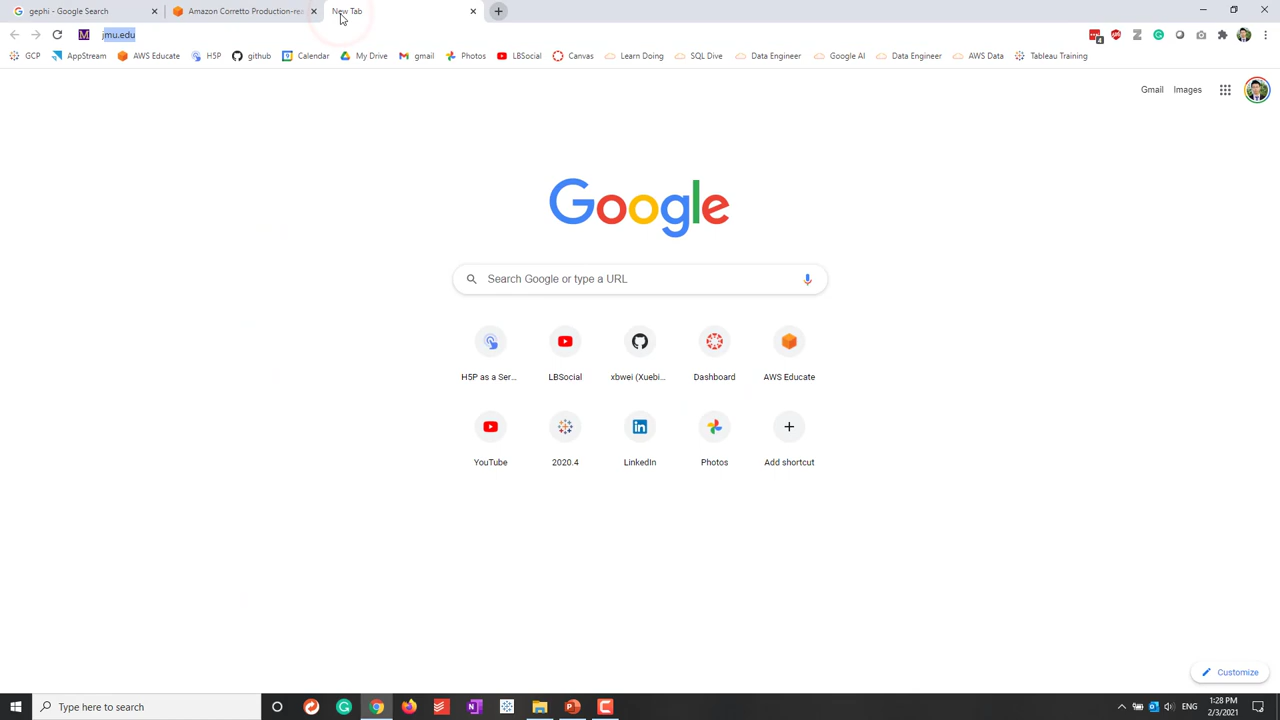 gephi - Google Search
Amazon Corretto Production-rea
New Tab
jmu.edu
4
GCP
AppStream
AWS Educate
H5P
github
Calendar
My Drive
gmail
Photos
LBSocial
Canvas
Learn Doing
SQL Dive
Data Engineer
Google AI
Data Engineer
AWS Data
Tableau Training
Gmail
Images
Google
Search Google or type a URL
H5P as a Ser...
LBSocial
xbwei (Xuebi...
Dashboard
AWS Educate
YouTube
2020.4
LinkedIn
Photos
Add shortcut
Customize
Type here to search
ENG
1:28 PM
2/3/2021